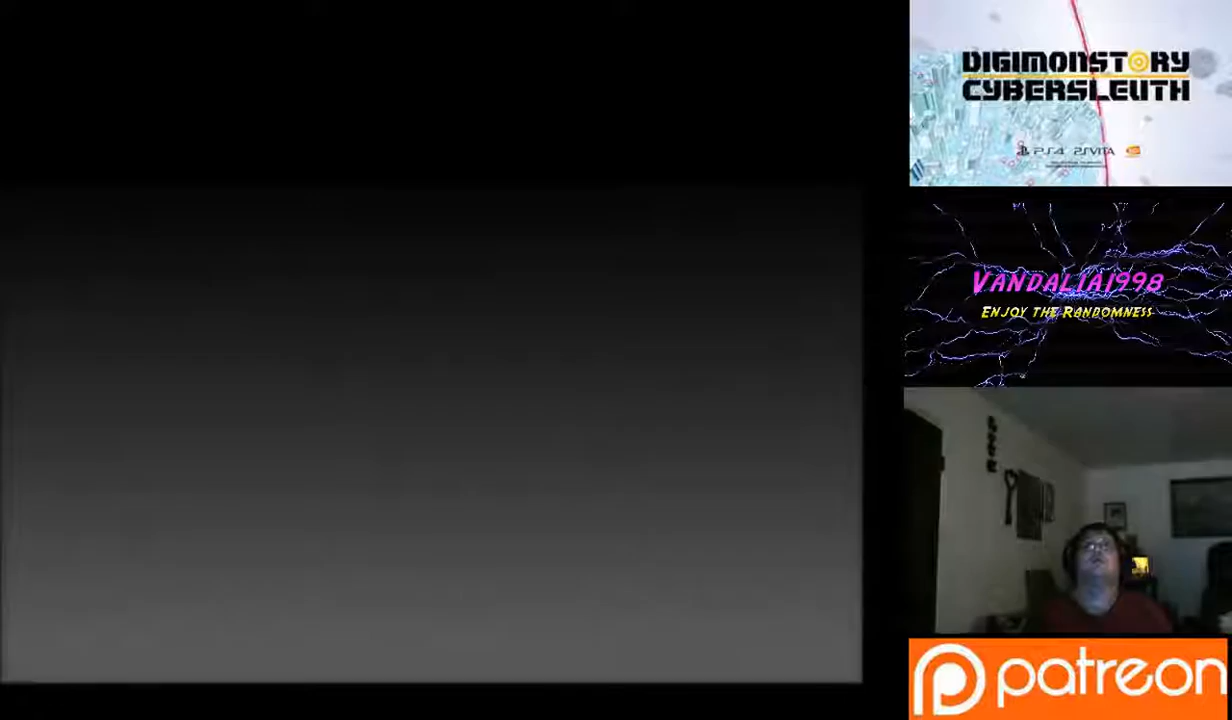 DIGIMONSTORY
CYBERSLEUTH
PS4 PSVITA
VANDALIA1998
ENJOY THE RANDOMNESS
patreon